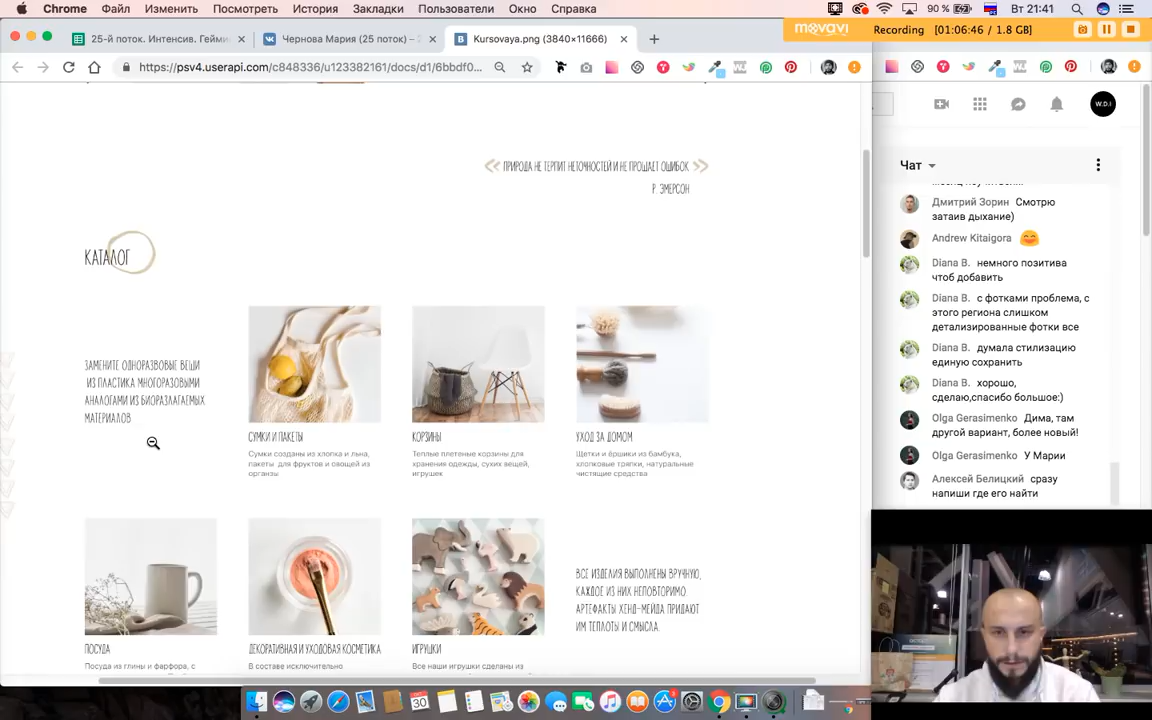 Chrome Файл Изменить Посмотреть История Закладки Пользователи Окно Справка
90 % Вт 21:41
25-й поток. Интенсив. Гейми
Чернова Мария (25 поток) –
Kursovaya.png (3840×11666)
movavi
Recording [01:06:46 / 1.8 GB]
https://psv4.userapi.com/c848336/u123382161/docs/d1/6bbdf0...
W.D.i
Чат
Дмитрий Зорин Смотрю
затаив дыхание)
Andrew Kitaigora
Diana B. немного позитива
чтоб добавить
Diana B. с фотками проблема, с
этого региона слишком
детализированные фотки все
Diana B. думала стилизацию
единую сохранить
Diana B. хорошо,
сделаю,спасибо большое:)
Olga Gerasimenko Дима, там
другой вариант, более новый!
Olga Gerasimenko У Марии
Алексей Белицкий сразу
напиши где его найти
« ПРИРОДА НЕ ТЕРПИТ НЕТОЧНОСТЕЙ И НЕ ПРОЩАЕТ ОШИБОК »
Р. ЭМЕРСОН
КАТАЛОГ
ЗАМЕНИТЕ ОДНОРАЗОВЫЕ ВЕЩИ
ИЗ ПЛАСТИКА МНОГОРАЗОВЫМИ
АНАЛОГАМИ ИЗ БИОРАЗЛАГАЕМЫХ
МАТЕРИАЛОВ
СУМКИ И ПАКЕТЫ
Сумки созданы из хлопка и льна,
пакеты для фруктов и овощей из
органзы
КОРЗИНЫ
Теплые плетеные корзины для
хранения одежды, сухих вещей,
игрушек
УХОД ЗА ДОМОМ
Щетки и ёршики из бамбука,
хлопковые тряпки, натуральные
чистящие средства
ПОСУДА
Посуда из глины и фарфора, с
ДЕКОРАТИВНАЯ И УХОДОВАЯ КОСМЕТИКА
В составе исключительно
ИГРУШКИ
Все наши игрушки сделаны из
ВСЕ ИЗДЕЛИЯ ВЫПОЛНЕНЫ ВРУЧНУЮ,
КАЖДОЕ ИЗ НИХ НЕПОВТОРИМО.
АРТЕФАКТЫ ХЕНД-МЕЙДА ПРИДАЮТ
ИМ ТЕПЛОТЫ И СМЫСЛА.